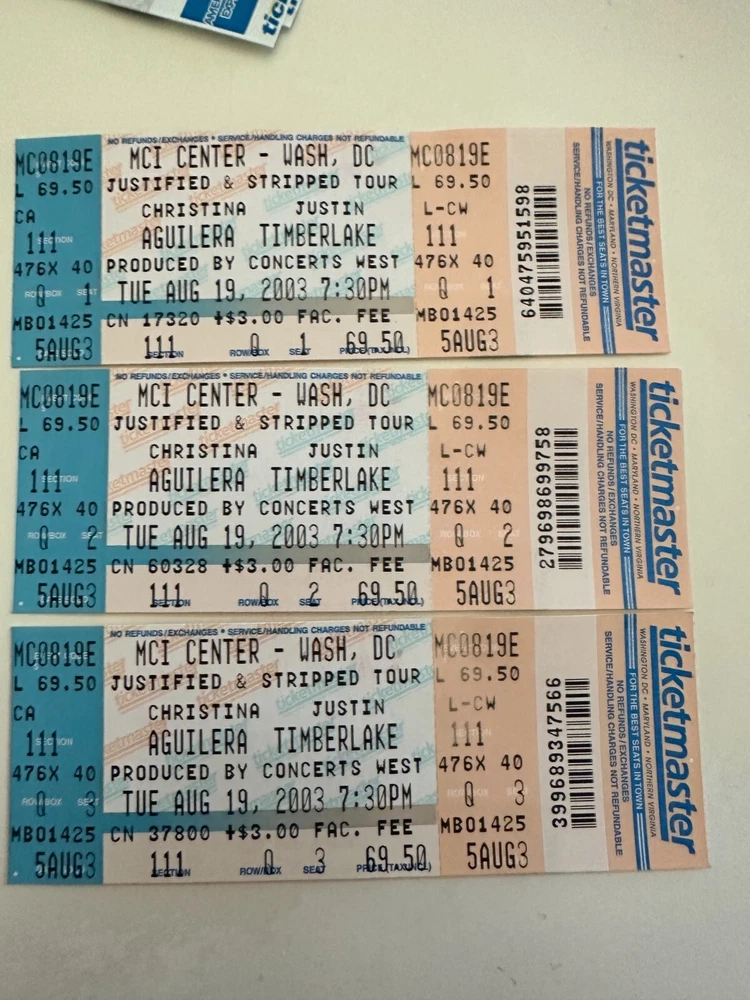 AMERI
EXP
tick
NO REFUNDS/EXCHANGES * SERVICE/HANDLING CHARGES NOT REFUNDABLE
MC0819E MCI CENTER - WASH, DC MC0819E
L 69.50 JUSTIFIED & STRIPPED TOUR L 69.50
CA CHRISTINA JUSTIN L-CW
SECTION
111 AGUILERA TIMBERLAKE 111
476X 40 PRODUCED BY CONCERTS WEST 476X 40
Q 1 TUE AUG 19, 2003 7:30PM Q 1
ROW/BOX SEAT
MB01425 CN 17320 +$3.00 FAC. FEE MB01425
5AUG3 111 Q 1 69.50 5AUG3
SECTION ROW/BOX SEAT PRICE(TAX INCL)
640475951598
SERVICE/HANDLING CHARGES NOT REFUNDABLE
NO REFUNDS/EXCHANGES
FOR THE BEST SEATS IN TOWN
WASHINGTON DC • MARYLAND • NORTHERN VIRGINIA
ticketmaster
NO REFUNDS/EXCHANGES * SERVICE/HANDLING CHARGES NOT REFUNDABLE
MC0819E MCI CENTER - WASH, DC MC0819E
L 69.50 JUSTIFIED & STRIPPED TOUR L 69.50
CA CHRISTINA JUSTIN L-CW
SECTION
111 AGUILERA TIMBERLAKE 111
476X 40 PRODUCED BY CONCERTS WEST 476X 40
Q 2 TUE AUG 19, 2003 7:30PM Q 2
ROW/BOX SEAT
MB01425 CN 60328 +$3.00 FAC. FEE MB01425
5AUG3 111 Q 2 69.50 5AUG3
SECTION ROW/BOX SEAT PRICE(TAX INCL)
279698699758
SERVICE/HANDLING CHARGES NOT REFUNDABLE
NO REFUNDS/EXCHANGES
FOR THE BEST SEATS IN TOWN
WASHINGTON DC • MARYLAND • NORTHERN VIRGINIA
ticketmaster
NO REFUNDS/EXCHANGES * SERVICE/HANDLING CHARGES NOT REFUNDABLE
MC0819E MCI CENTER - WASH, DC MC0819E
L 69.50 JUSTIFIED & STRIPPED TOUR L 69.50
CA CHRISTINA JUSTIN L-CW
SECTION
111 AGUILERA TIMBERLAKE 111
476X 40 PRODUCED BY CONCERTS WEST 476X 40
Q 3 TUE AUG 19, 2003 7:30PM Q 3
ROW/BOX SEAT
MB01425 CN 37800 +$3.00 FAC. FEE MB01425
5AUG3 111 Q 3 69.50 5AUG3
SECTION ROW/BOX SEAT PRICE(TAX INCL)
399689347566
SERVICE/HANDLING CHARGES NOT REFUNDABLE
NO REFUNDS/EXCHANGES
FOR THE BEST SEATS IN TOWN
WASHINGTON DC • MARYLAND • NORTHERN VIRGINIA
ticketmaster